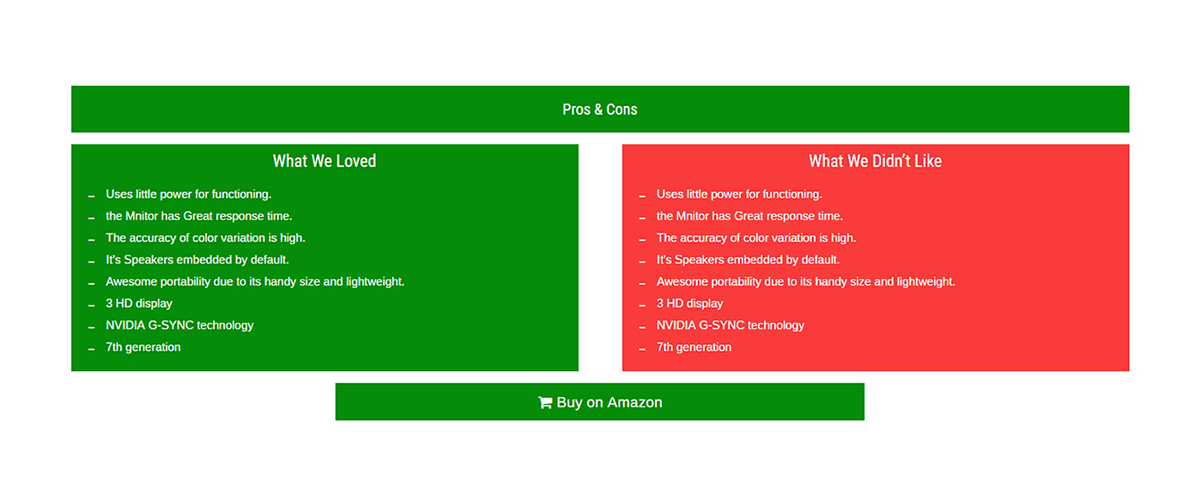 Pros & Cons
What We Loved
– Uses little power for functioning.
– the Mnitor has Great response time.
– The accuracy of color variation is high.
– It's Speakers embedded by default.
– Awesome portability due to its handy size and lightweight.
– 3 HD display
– NVIDIA G-SYNC technology
– 7th generation
What We Didn’t Like
– Uses little power for functioning.
– the Mnitor has Great response time.
– The accuracy of color variation is high.
– It's Speakers embedded by default.
– Awesome portability due to its handy size and lightweight.
– 3 HD display
– NVIDIA G-SYNC technology
– 7th generation
Buy on Amazon